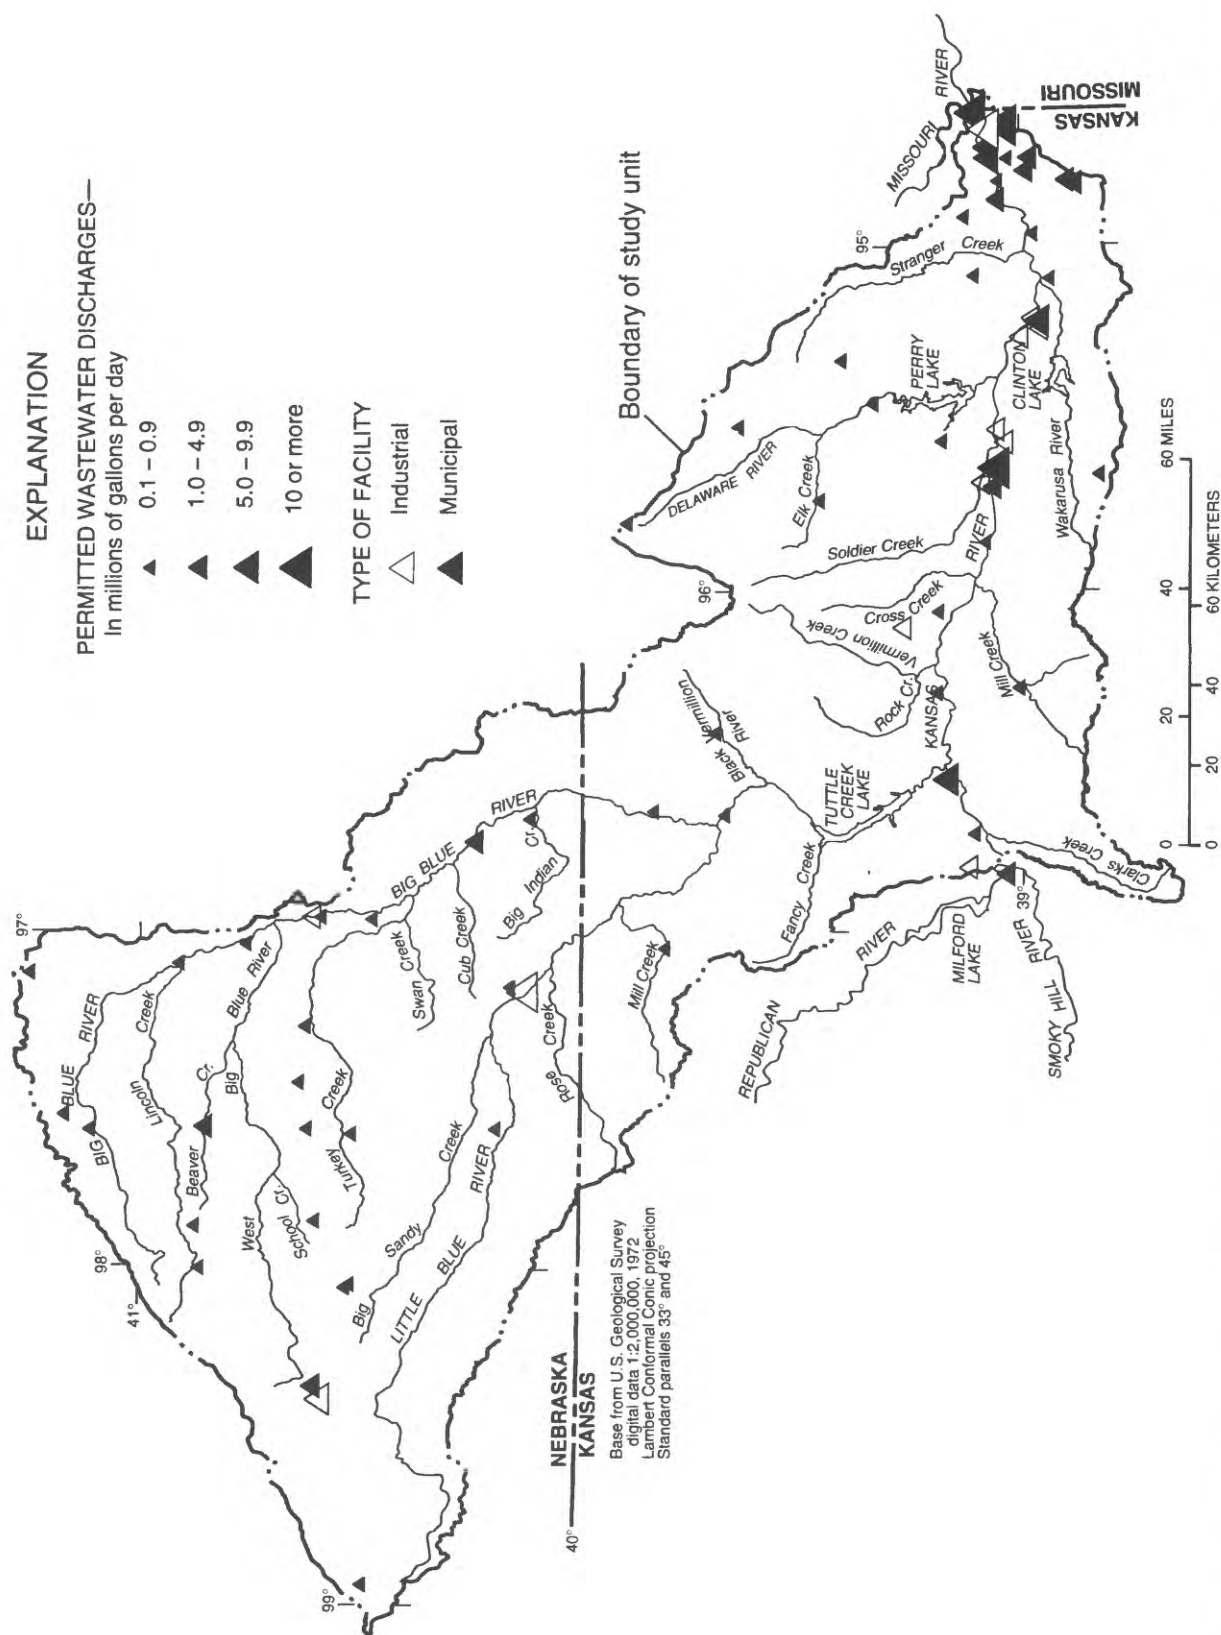 EXPLANATION
PERMITTED WASTEWATER DISCHARGES—
In millions of gallons per day
0.1 – 0.9
1.0 – 4.9
5.0 – 9.9
10 or more
TYPE OF FACILITY
Industrial
Municipal
Boundary of study unit
97°
98°
41°
99°
40°
96°
95°
39°
BIG
BLUE
RIVER
Lincoln
Creek
Beaver
Cr.
West
Big
Blue River
School Cr.
Turkey
Creek
Swan Creek
Cub Creek
BIG BLUE
RIVER
Big Indian
Cr.
Big
Sandy
Creek
LITTLE
BLUE
RIVER
Rose
Creek
Mill Creek
NEBRASKA
KANSAS
Black Vermillion
River
Fancy Creek
TUTTLE
CREEK
LAKE
REPUBLICAN
RIVER
MILFORD
LAKE
SMOKY HILL RIVER
Clarks Creek
KANSAS
RIVER
Rock Cr.
Vermillion Creek
Cross Creek
Mill Creek
Soldier Creek
Elk Creek
DELAWARE RIVER
PERRY
LAKE
CLINTON
LAKE
Wakarusa River
Stranger Creek
MISSOURI
RIVER
KANSAS
MISSOURI
Base from U.S. Geological Survey
digital data 1:2,000,000, 1972
Lambert Conformal Conic projection
Standard parallels 33° and 45°
0 20 40 60 MILES
0 20 40 60 KILOMETERS